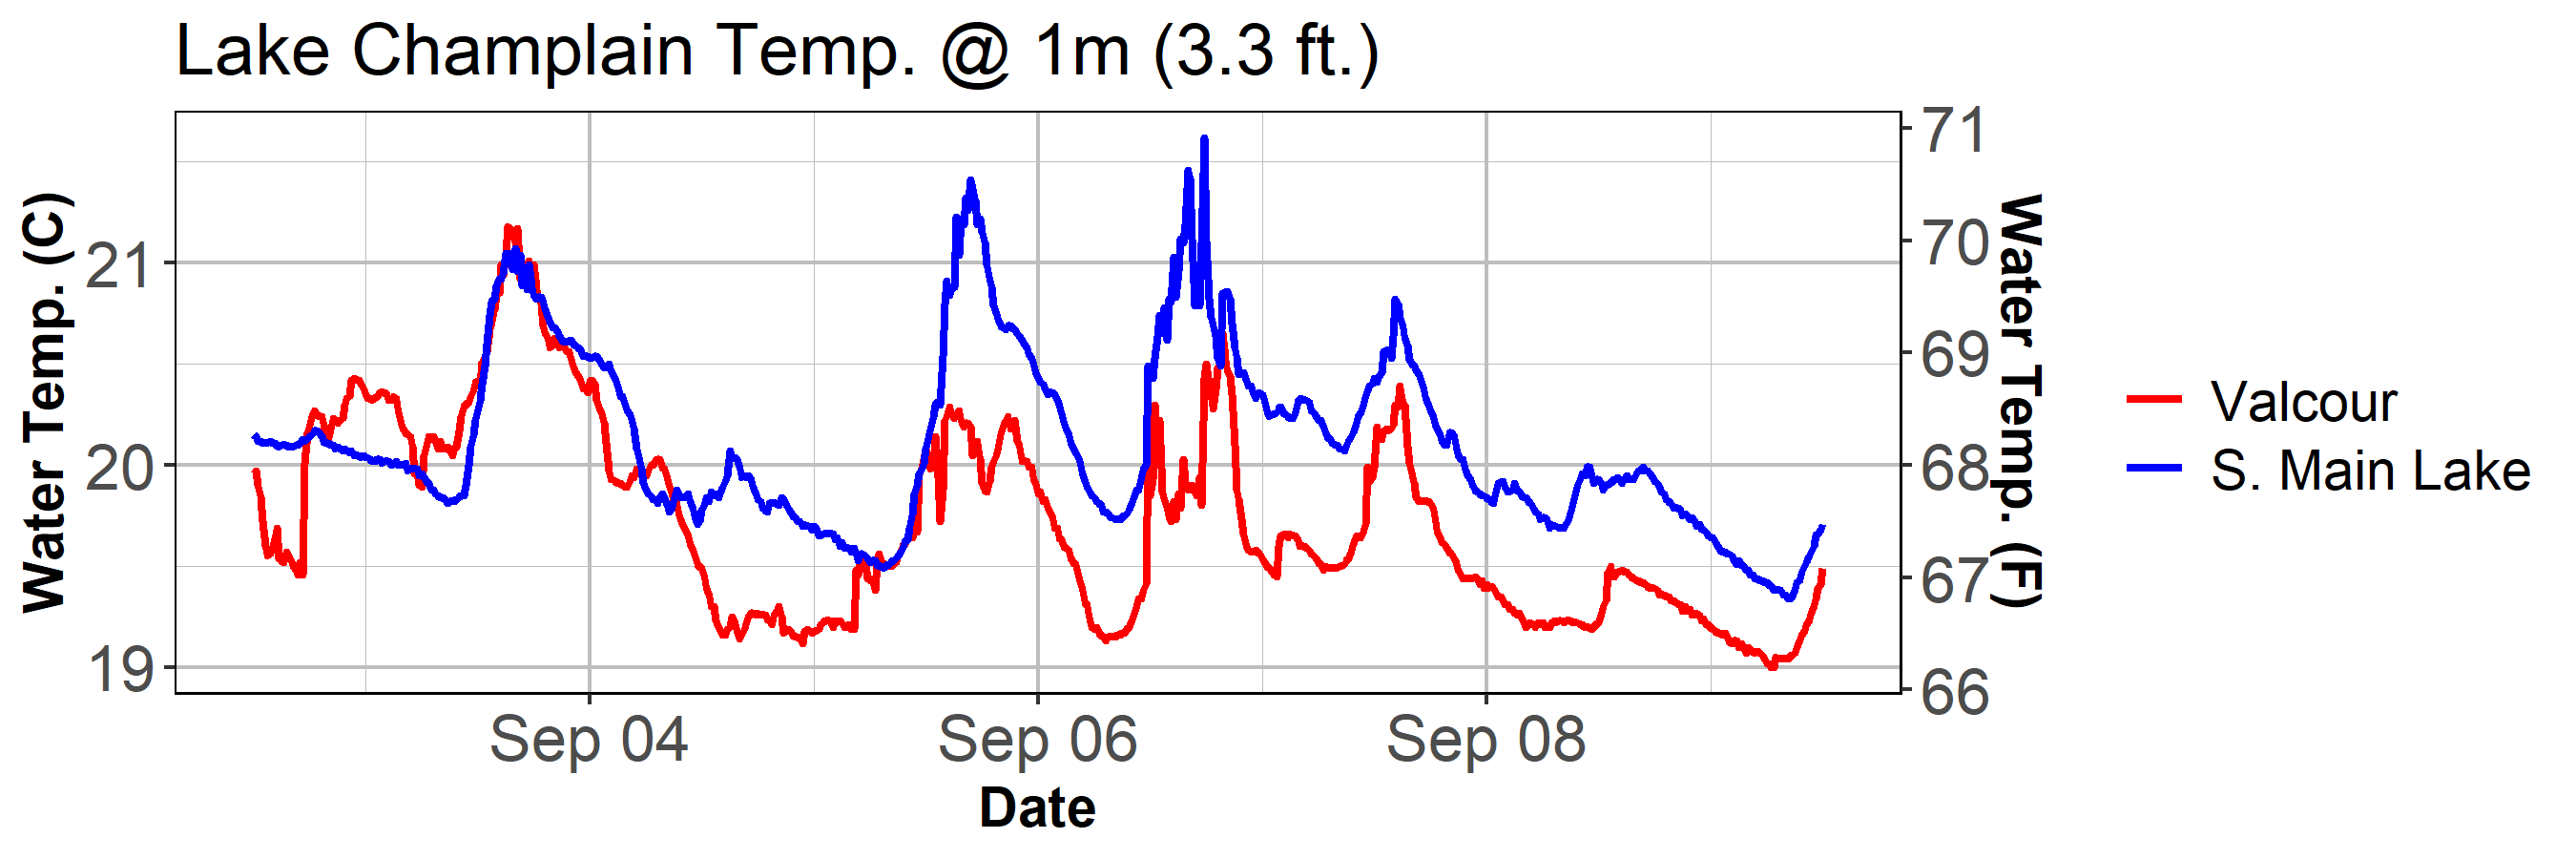 Lake Champlain Temp. @ 1m (3.3 ft.)
Water Temp. (C)
21
20
19
71
70
69
68
67
66
Water Temp. (F)
Sep 04
Sep 06
Sep 08
Date
Valcour
S. Main Lake